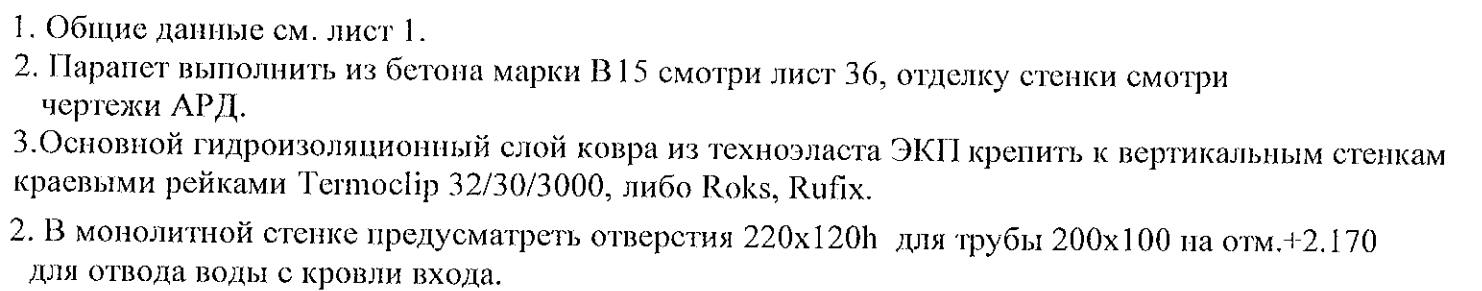 1. Общие данные см. лист 1.
2. Парапет выполнить из бетона марки В15 смотри лист 36, отделку стенки смотри
чертежи АРД.
3.Основной гидроизоляционный слой ковра из техноэласта ЭКП крепить к вертикальным стенкам
краевыми рейками Termoclip 32/30/3000, либо Roks, Rufix.
2. В монолитной стенке предусматреть отверстия 220x120h для трубы 200x100 на отм.+2.170
для отвода воды с кровли входа.